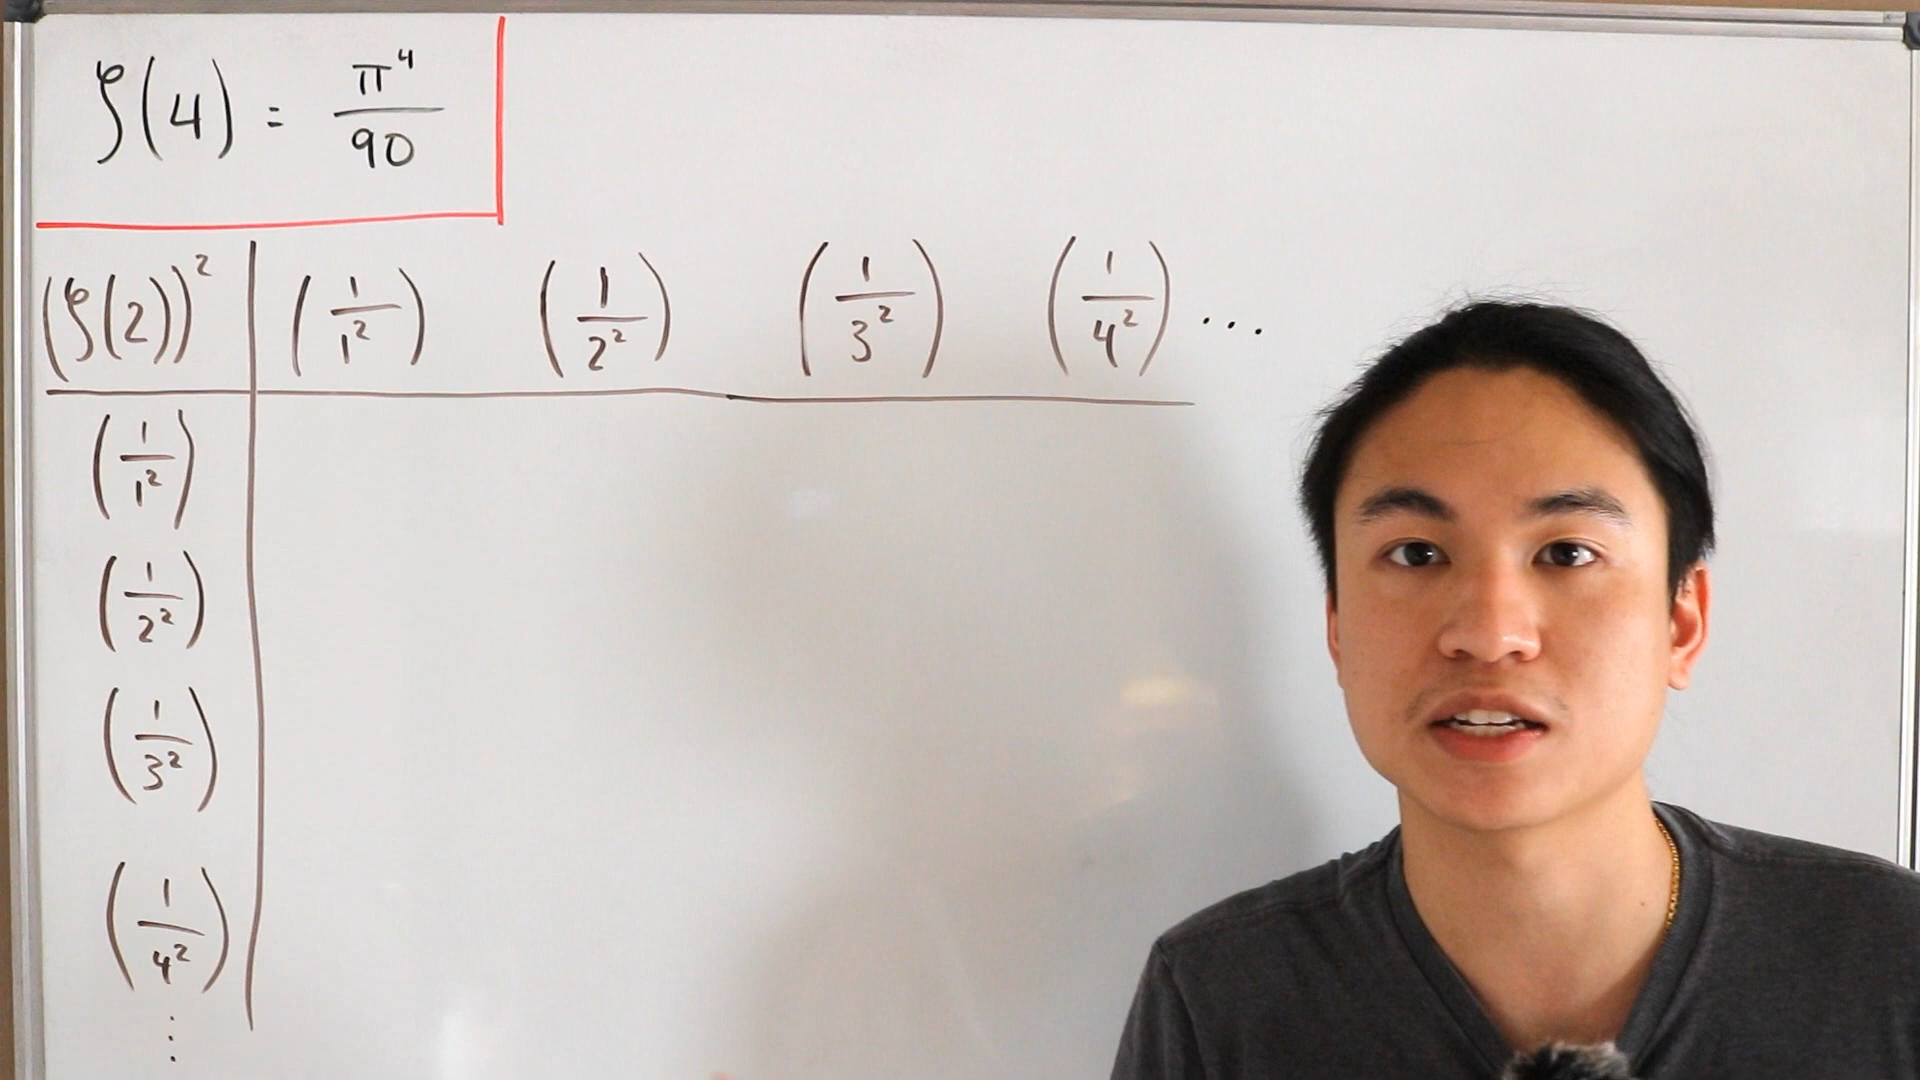 ζ(4) = π⁴/90
(ζ(2))² | (1/1²) (1/2²) (1/3²) (1/4²) ...
(1/1²)
(1/2²)
(1/3²)
(1/4²)
⋮